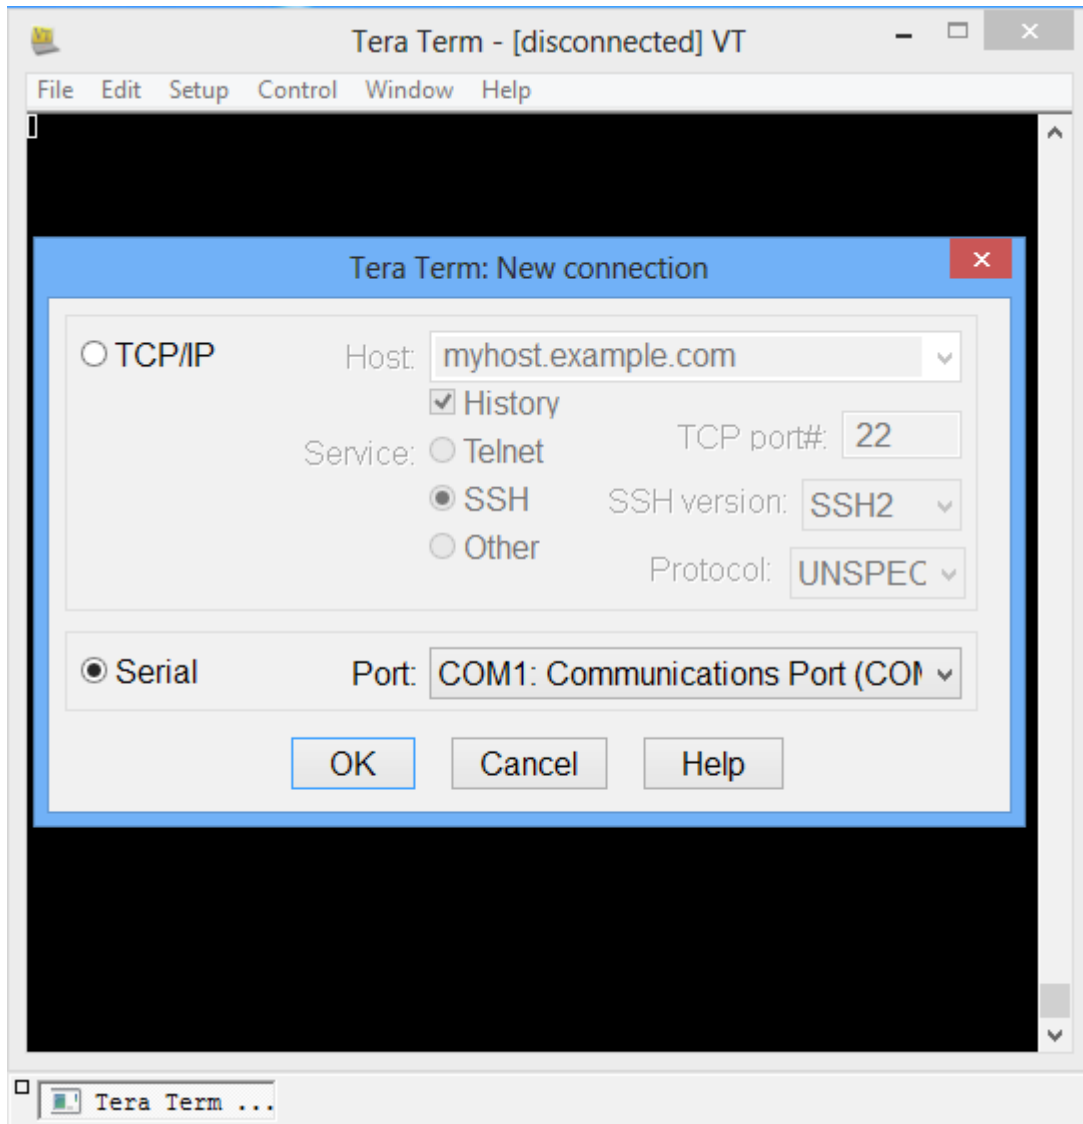 Tera Term - [disconnected] VT
File Edit Setup Control Window Help
Tera Term: New connection
TCP/IP Host: myhost.example.com
History
Service: Telnet TCP port#: 22
SSH SSH version: SSH2
Other Protocol: UNSPEC
Serial Port: COM1: Communications Port (COM
OK Cancel Help
Tera Term ...